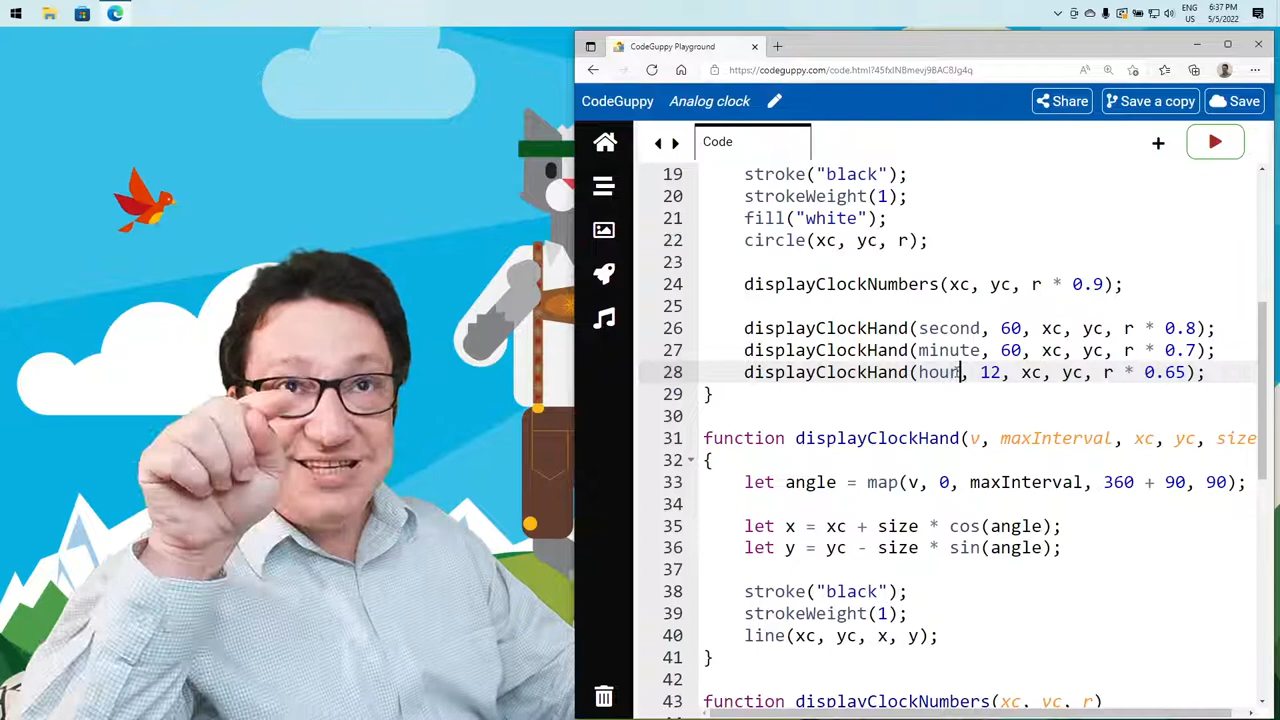 6:37 PM
ENG
US
5/5/2022
CodeGuppy Playground
https://codeguppy.com/code.html?45fxlNBmevj9BAC8Jg4q
CodeGuppy
Analog clock
Share
Save a copy
Save
Code
19 stroke("black");
20 strokeWeight(1);
21 fill("white");
22 circle(xc, yc, r);
23
24 displayClockNumbers(xc, yc, r * 0.9);
25
26 displayClockHand(second, 60, xc, yc, r * 0.8);
27 displayClockHand(minute, 60, xc, yc, r * 0.7);
28 displayClockHand(hour, 12, xc, yc, r * 0.65);
29 }
30
31 function displayClockHand(v, maxInterval, xc, yc, size
32 {
33 let angle = map(v, 0, maxInterval, 360 + 90, 90);
34
35 let x = xc + size * cos(angle);
36 let y = yc - size * sin(angle);
37
38 stroke("black");
39 strokeWeight(1);
40 line(xc, yc, x, y);
41 }
42
43 function displayClockNumbers(xc, yc, r)